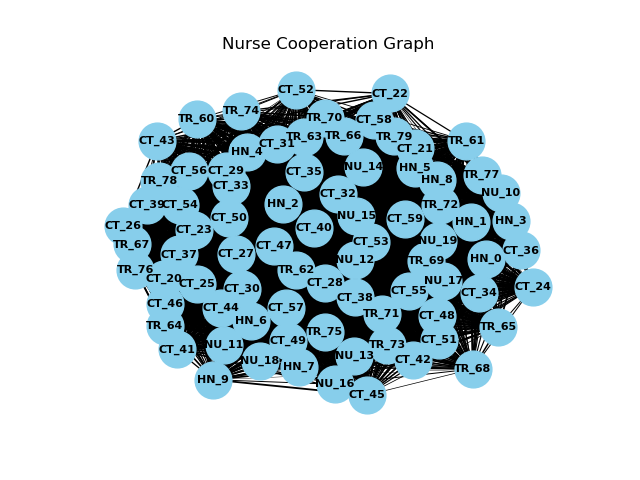 Nurse Cooperation Graph
CT_52
CT_22
TR_74
TR_60
TR_70
CT_58
CT_43
CT_31
TR_63
TR_66
TR_79
TR_61
HN_4
CT_21
CT_56
CT_29
CT_35
NU_14
HN_5
TR_78
CT_33
HN_8
TR_77
CT_32
NU_10
CT_39
CT_54
HN_2
TR_72
CT_50
NU_15
CT_59
HN_1
HN_3
CT_26
CT_23
CT_40
TR_67
CT_47
CT_53
NU_19
CT_36
CT_37
CT_27
NU_12
TR_69
HN_0
TR_76
TR_62
CT_20
CT_25
CT_30
CT_28
NU_17
CT_24
CT_46
CT_44
CT_57
CT_38
CT_55
CT_34
TR_64
HN_6
TR_71
CT_48
TR_65
CT_41
NU_11
CT_49
TR_75
TR_73
CT_51
NU_18
HN_7
NU_13
CT_42
TR_68
HN_9
NU_16
CT_45